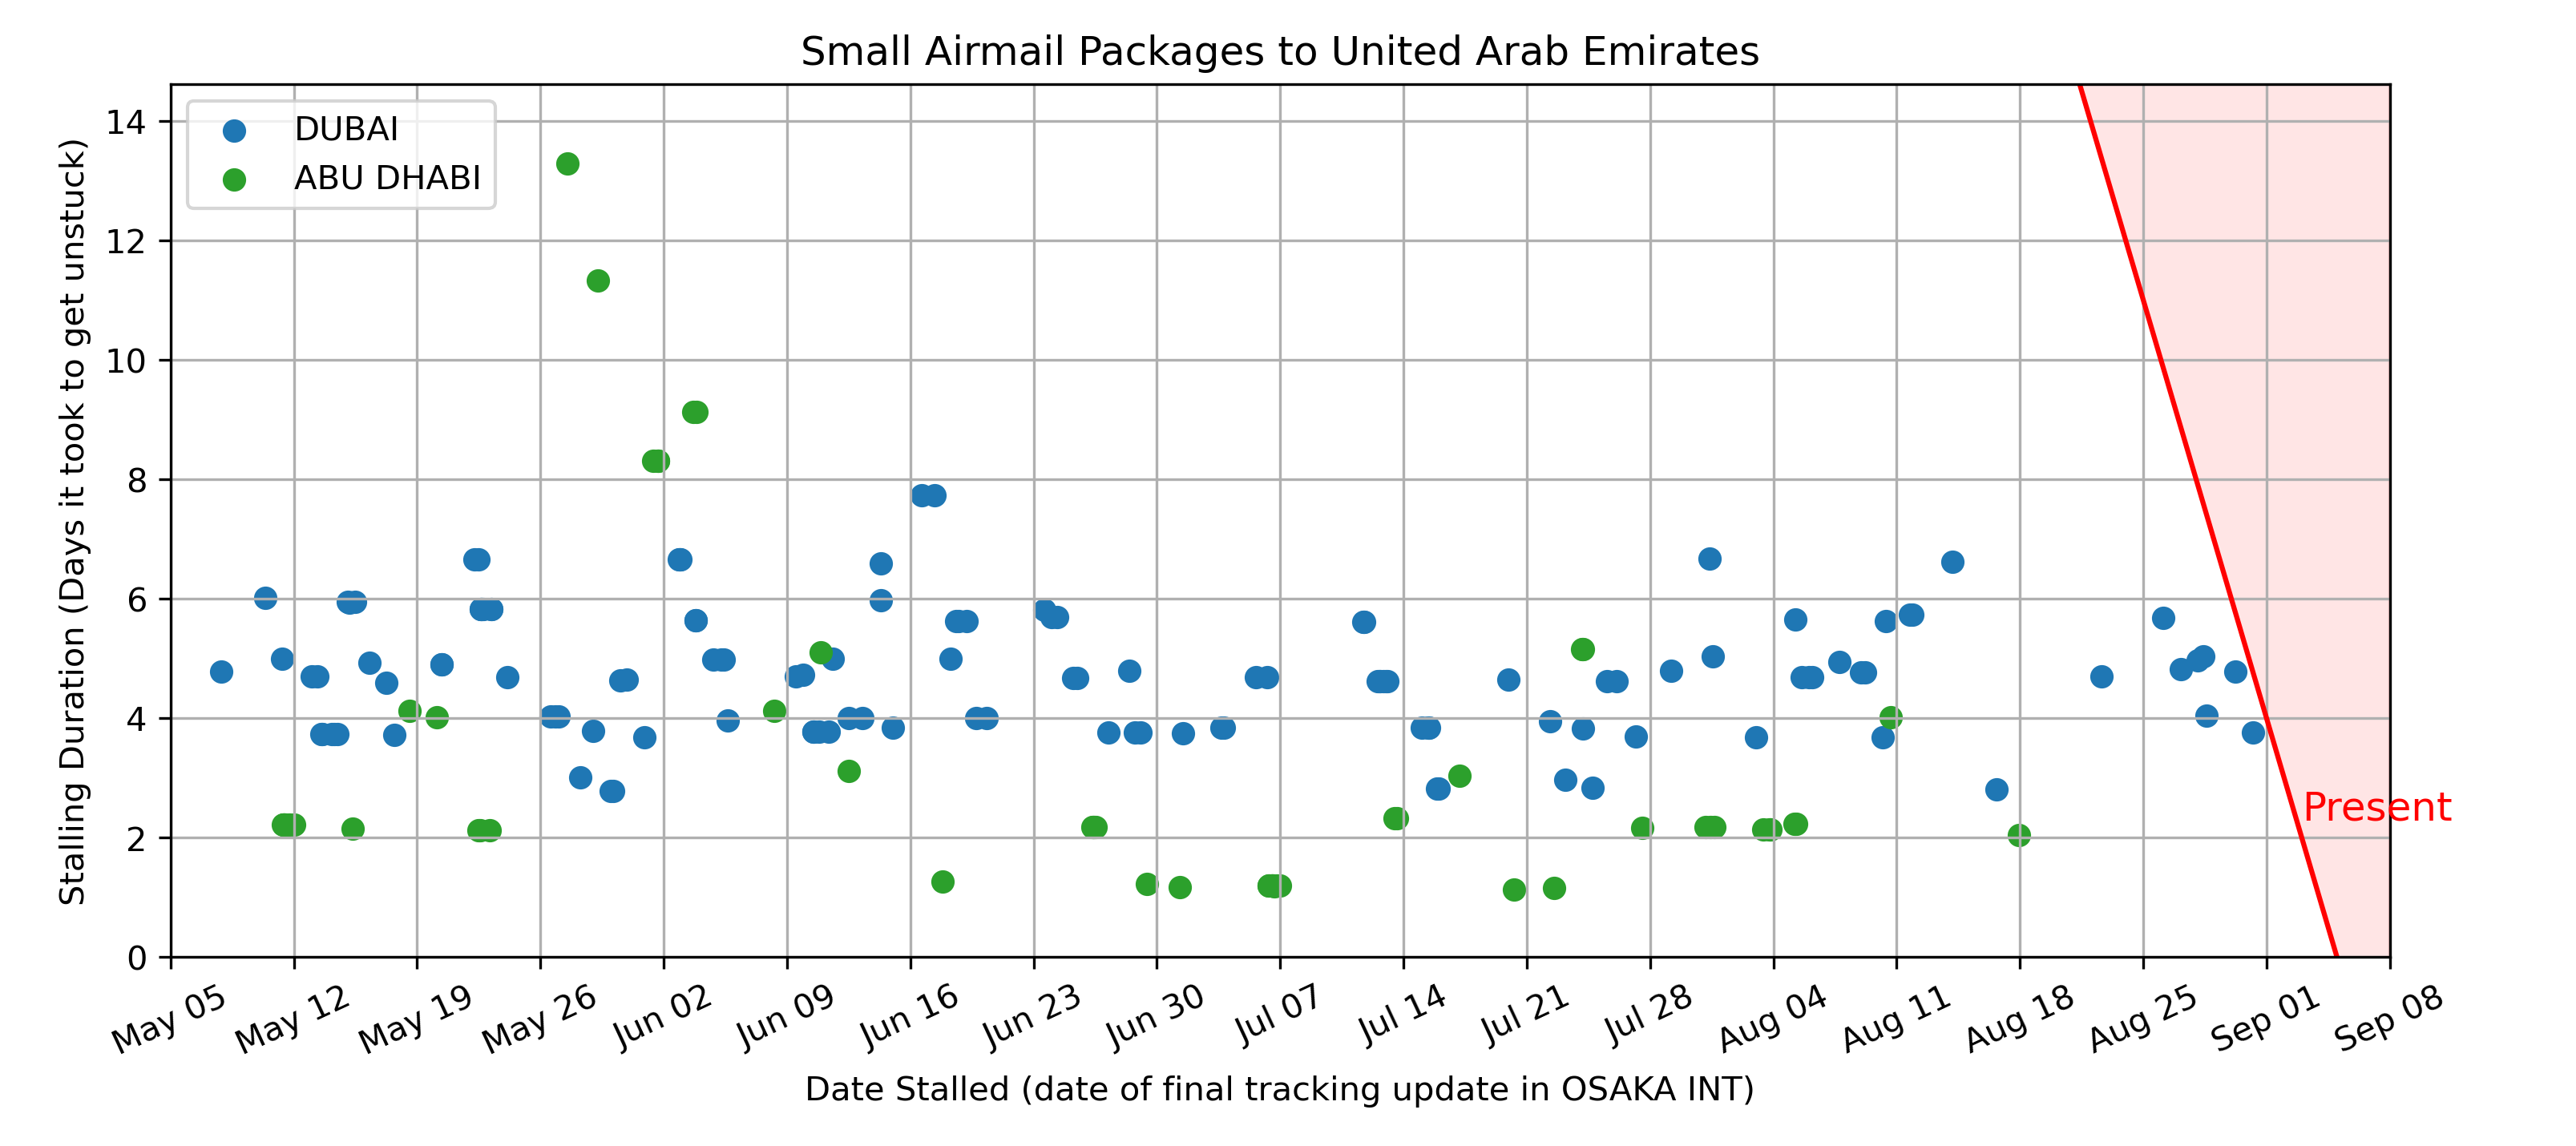 Small Airmail Packages to United Arab Emirates
DUBAI
ABU DHABI
Stalling Duration (Days it took to get unstuck)
14
12
10
8
6
4
2
0
Present
May 05
May 12
May 19
May 26
Jun 02
Jun 09
Jun 16
Jun 23
Jun 30
Jul 07
Jul 14
Jul 21
Jul 28
Aug 04
Aug 11
Aug 18
Aug 25
Sep 01
Sep 08
Date Stalled (date of final tracking update in OSAKA INT)